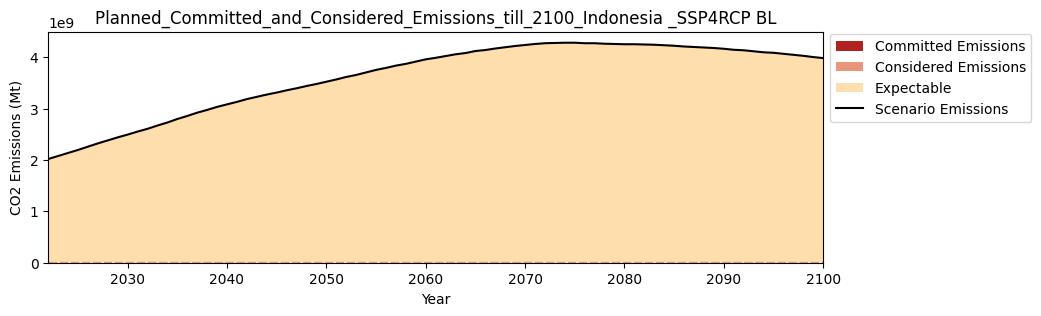 Planned_Committed_and_Considered_Emissions_till_2100_Indonesia _SSP4RCP BL
1e9
CO2 Emissions (Mt)
4
3
2
1
0
2030 2040 2050 2060 2070 2080 2090 2100
Year
Committed Emissions
Considered Emissions
Expectable
Scenario Emissions